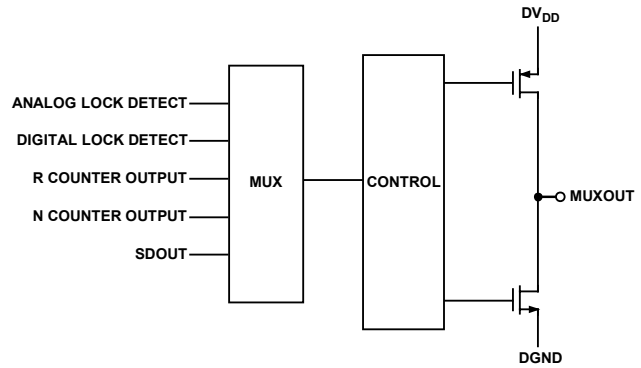 DVDD
ANALOG LOCK DETECT
DIGITAL LOCK DETECT
R COUNTER OUTPUT
MUX
CONTROL
MUXOUT
N COUNTER OUTPUT
SDOUT
DGND